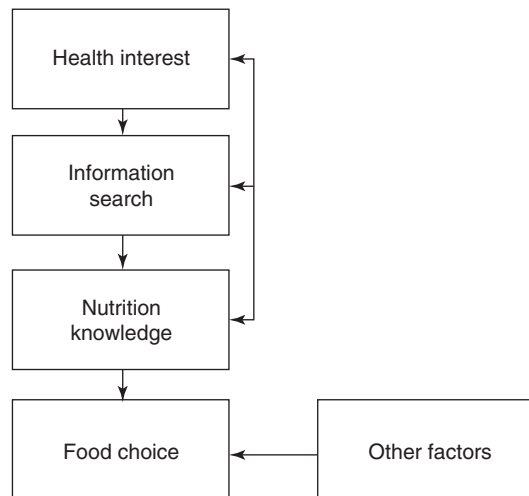 Health interest
Information
search
Nutrition
knowledge
Food choice
Other factors